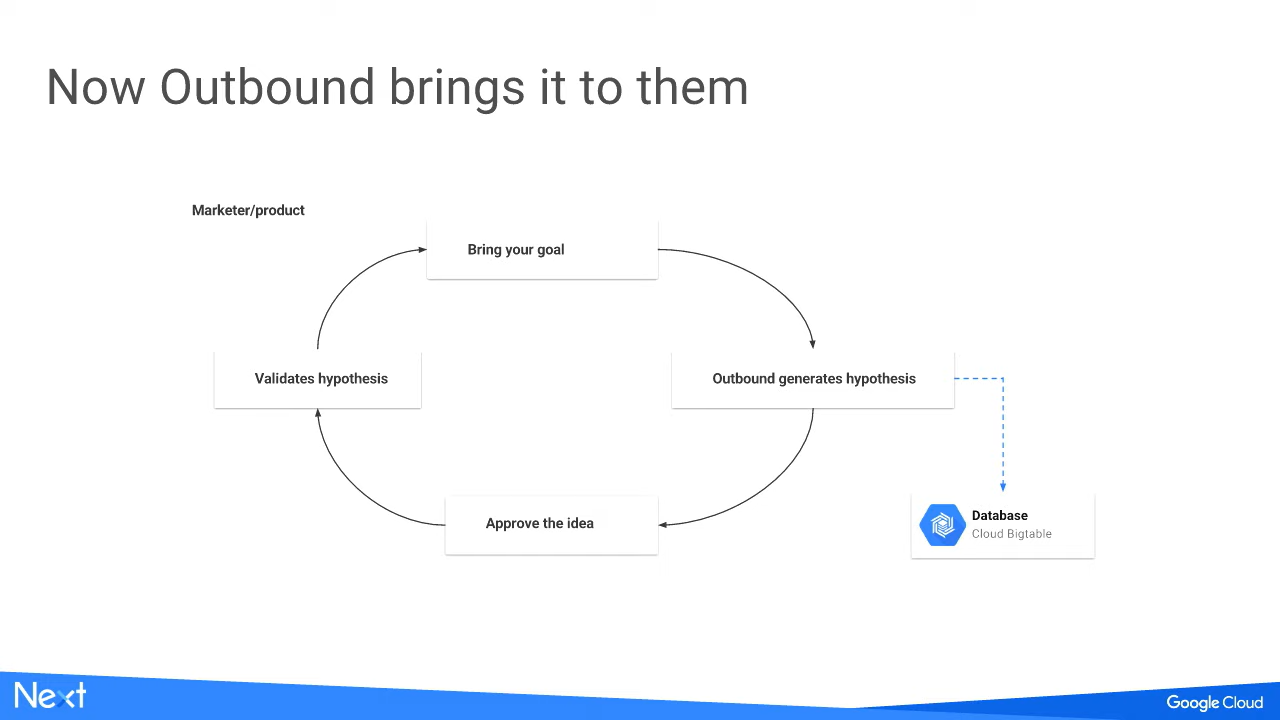 Now Outbound brings it to them
Marketer/product
Bring your goal
Validates hypothesis
Outbound generates hypothesis
Approve the idea
Database
Cloud Bigtable
Next
Google Cloud